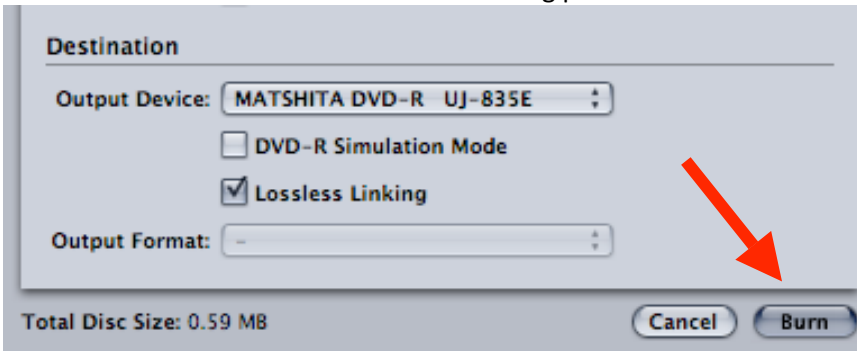 Destination
Output Device: MATSHITA DVD-R UJ-835E
DVD-R Simulation Mode
Lossless Linking
Output Format: -
Total Disc Size: 0.59 MB
Cancel Burn